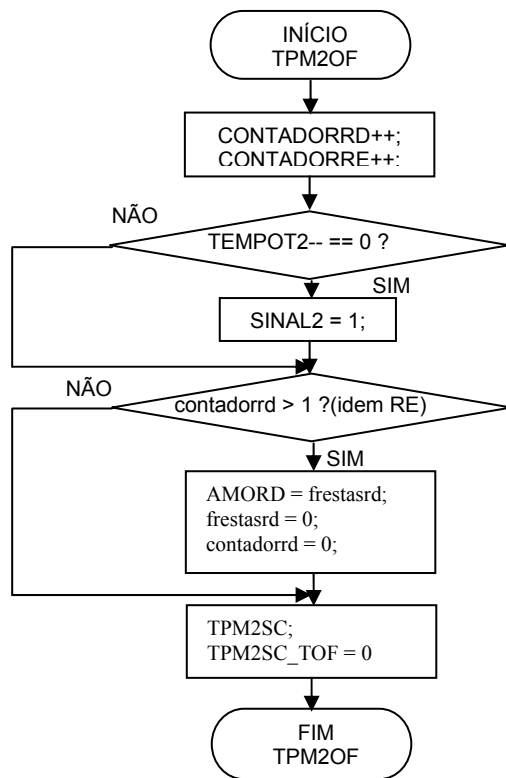 INÍCIO
TPM2OF
CONTADORRD++;
CONTADORRE++;
NÃO
TEMPOT2-- == 0 ?
SIM
SINAL2 = 1;
NÃO
contadorrd > 1 ?(idem RE)
SIM
AMORD = frestasrd;
frestasrd = 0;
contadorrd = 0;
TPM2SC;
TPM2SC_TOF = 0
FIM
TPM2OF